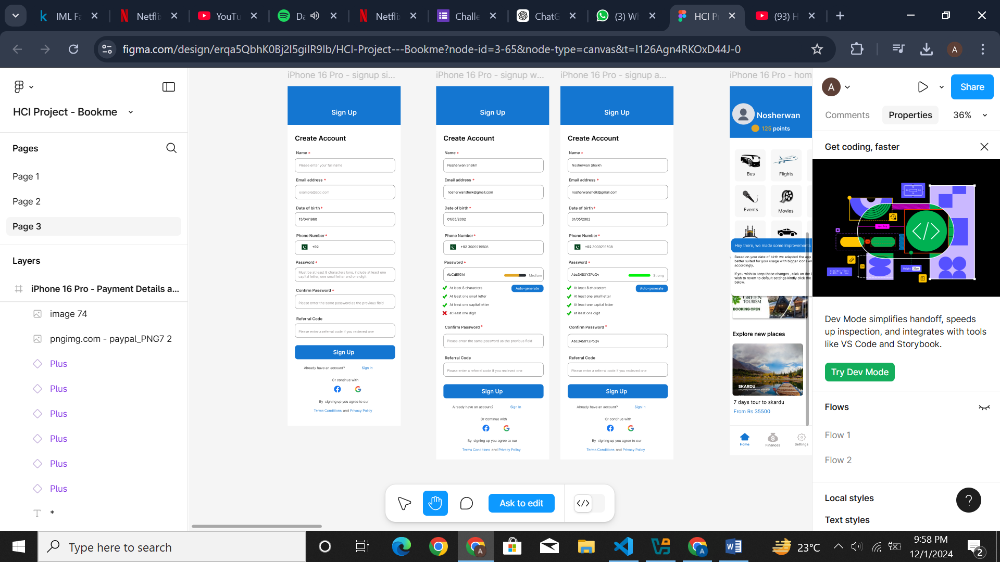 IML Fa
Netflix
YouTu
Da
Netflix
Challe
ChatG
(3) Wh
HCI P
(93) H
figma.com/design/erqa5QbhK0Bj2l5giIR9Ib/HCI-Project---Bookme?node-id=3-65&node-type=canvas&t=l126Agn4RKOxD44J-0
A
HCI Project - Bookme
Pages
Page 1
Page 2
Page 3
Layers
iPhone 16 Pro - Payment Details a...
image 74
pngimg.com - paypal_PNG7 2
Plus
Plus
Plus
Plus
Plus
Plus
*
iPhone 16 Pro - signup si...
Sign Up
Create Account
Name *
Please enter your full name
Email address *
example@abc.com
Date of birth*
15/04/1960
Phone Number*
+92
Password *
Must be at least 8 characters long, include at least one
capital letter, one small letter and one digit
Confirm Password *
Please enter the same password as the previous field
Referral Code
Please enter a referral code if you recieved one
Sign Up
Already have an account? Sign In
Or continue with
By signing up you agree to our
Terms Conditions and Privacy Policy
iPhone 16 Pro - signup w...
Sign Up
Create Account
Name *
Nosherwan Shaikh
Email address *
nosherwansheik@gmail.com
Date of birth*
01/05/2002
Phone Number*
+92 3009219508
Password*
AbCdEfGhI
Medium
At least 8 characters
Auto-generate
At least one small letter
At least one capital letter
at least one digit
Confirm Password*
Please enter the same password as the previous field
Referral Code
Please enter a referral code if you recieved one
Sign Up
Already have an account? Sign In
Or continue with
By signing up you agree to our
Terms Conditions and Privacy Policy
iPhone 16 Pro - signup a...
Sign Up
Create Account
Name *
Nosherwan Shaikh
Email address *
nosherwansheik@gmail.com
Date of birth*
01/05/2002
Phone Number*
+92 3009219508
Password*
Abc345XYZPoQv
Strong
At least 8 characters
Auto-generate
At least one small letter
At least one capital letter
at least one digit
Confirm Password*
Abc345XYZPoQv
Referral Code
Please enter a referral code if you recieved one
Sign Up
Already have an account? Sign In
Or continue with
By signing up you agree to our
Terms Conditions and Privacy Policy
iPhone 16 Pro - hom
Nosherwan
125 points
Bus
Flights
Events
Movies
Hey there, we made some improvements
Based on your date of birth we adapted the app
better suited for your usage with bigger icons an
accordingly.
If you wish to keep these changes , click on the
wish to revert to default settings kindly click the
below.
GREEN
TOURISM
BOOKING OPEN
Explore new places
SKARDU
7 days tour to skardu
From Rs 35500
Home
Finances
Settings
Ask to edit
A
Share
Comments
Properties
36%
Get coding, faster
Dev Mode simplifies handoff, speeds
up inspection, and integrates with tools
like VS Code and Storybook.
Try Dev Mode
Flows
Flow 1
Flow 2
Local styles
Text styles
?
Type here to search
23°C
9:58 PM
12/1/2024
2